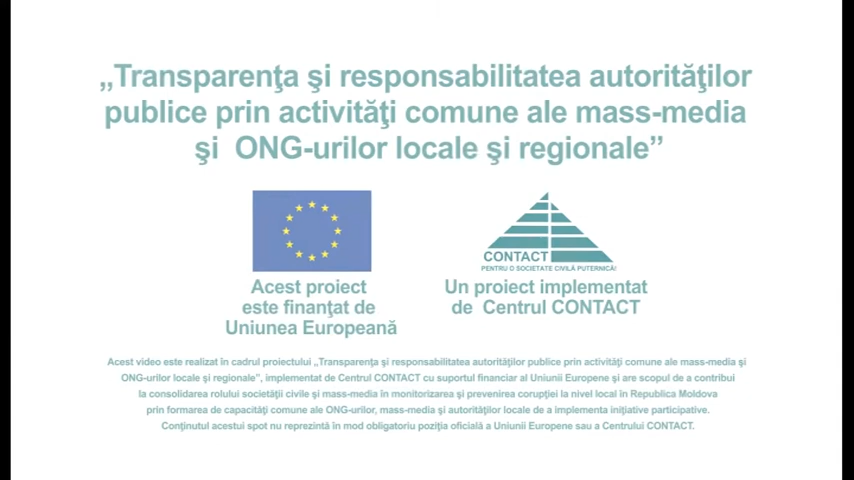 „Transparenţa şi responsabilitatea autorităţilor
publice prin activităţi comune ale mass-media
şi ONG-urilor locale şi regionale”
CONTACT
PENTRU O SOCIETATE CIVILĂ PUTERNICĂ!
Acest proiect
este finanţat de
Uniunea Europeană
Un proiect implementat
de Centrul CONTACT
Acest video este realizat în cadrul proiectului „Transparenţa şi responsabilitatea autorităţilor publice prin activităţi comune ale mass-media şi
ONG-urilor locale şi regionale”, implementat de Centrul CONTACT cu suportul financiar al Uniunii Europene şi are scopul de a contribui
la consolidarea rolului societăţii civile şi mass-media în monitorizarea şi prevenirea corupţiei la nivel local în Republica Moldova
prin formarea de capacităţi comune ale ONG-urilor, mass-media şi autorităţilor locale de a implementa iniţiative participative.
Conţinutul acestui spot nu reprezintă în mod obligatoriu poziţia oficială a Uniunii Europene sau a Centrului CONTACT.